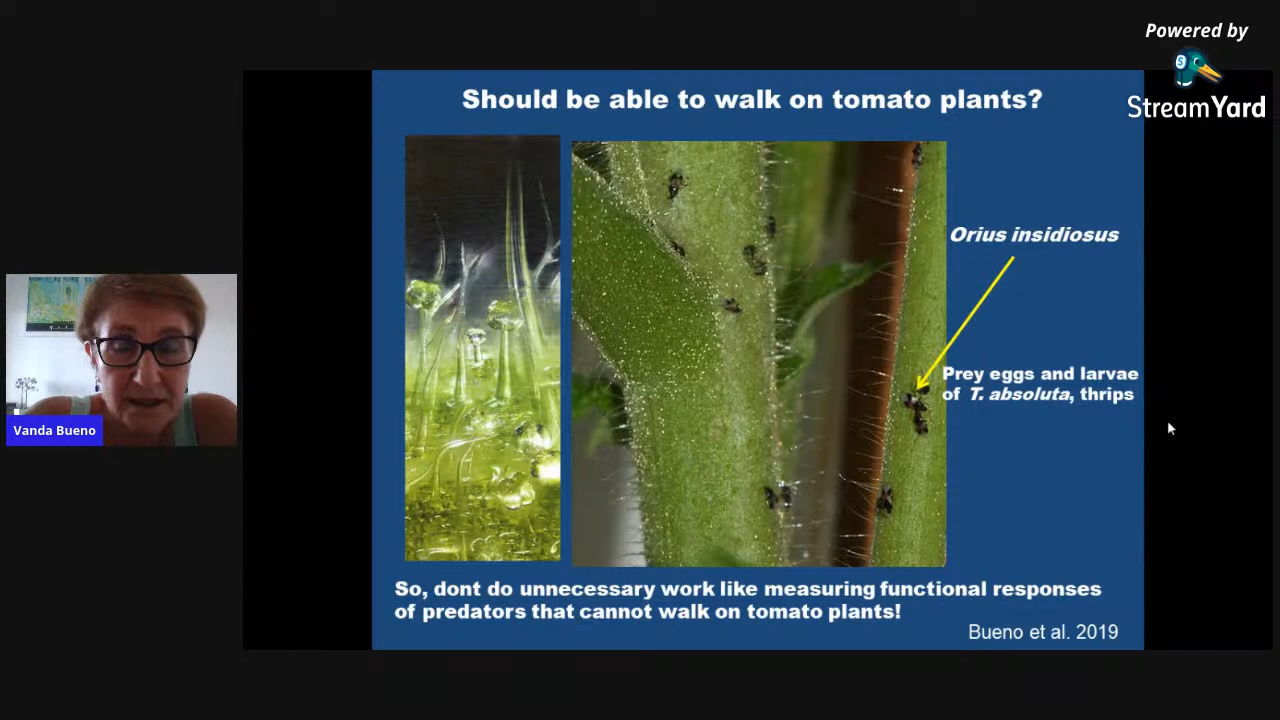 Powered by
StreamYard
Should be able to walk on tomato plants?
Orius insidiosus
Prey eggs and larvae
of T. absoluta, thrips
Vanda Bueno
So, dont do unnecessary work like measuring functional responses
of predators that cannot walk on tomato plants!
Bueno et al. 2019